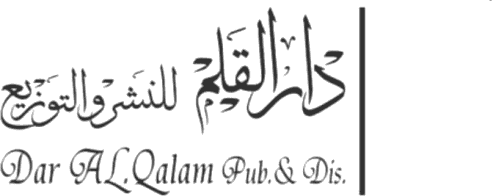 دار القلم للنشر والتوزيع
Dar AL.Qalam Pub.& Dis.